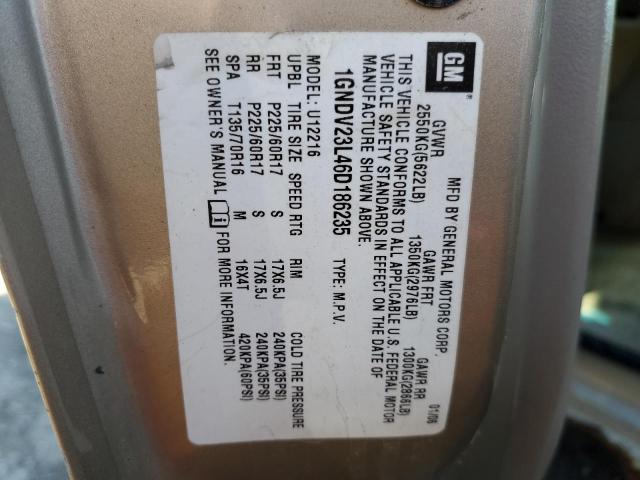 GM
MFD BY GENERAL MOTORS CORP. 01/06
GVWR GAWR FRT GAWR RR
2550KG(5622LB) 1350KG(2976LB) 1300KG(2866LB)
THIS VEHICLE CONFORMS TO ALL APPLICABLE U.S. FEDERAL MOTOR
VEHICLE SAFETY STANDARDS IN EFFECT ON THE DATE OF
MANUFACTURE SHOWN ABOVE.
1GNDV23L46D186235 TYPE: M.P.V.
MODEL: U12216
UPBL TIRE SIZE SPEED RTG RIM COLD TIRE PRESSURE
FRT P225/60R17 S 17X6.5J 240KPA(35PSI)
RR P225/60R17 S 17X6.5J 240KPA(35PSI)
SPA T135/70R16 M 16X4T 420KPA(60PSI)
SEE OWNER'S MANUAL FOR MORE INFORMATION.